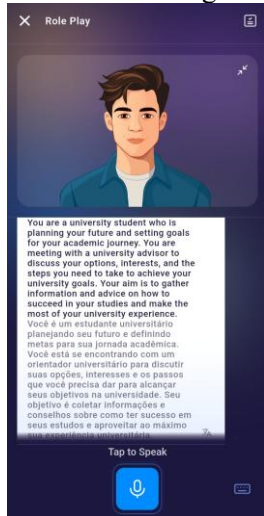 Role Play
You are a university student who is
planning your future and setting goals
for your academic journey. You are
meeting with a university advisor to
discuss your options, interests, and the
steps you need to take to achieve your
university goals. Your aim is to gather
information and advice on how to
succeed in your studies and make the
most of your university experience.
Você é um estudante universitário
planejando seu futuro e definindo
metas para sua jornada acadêmica.
Você está se encontrando com um
orientador universitário para discutir
suas opções, interesses e os passos
que você precisa dar para alcançar
seus objetivos na universidade. Seu
objetivo é coletar informações e
conselhos sobre como ter sucesso em
seus estudos e aproveitar ao máximo
sua experiência universitária.
Tap to Speak